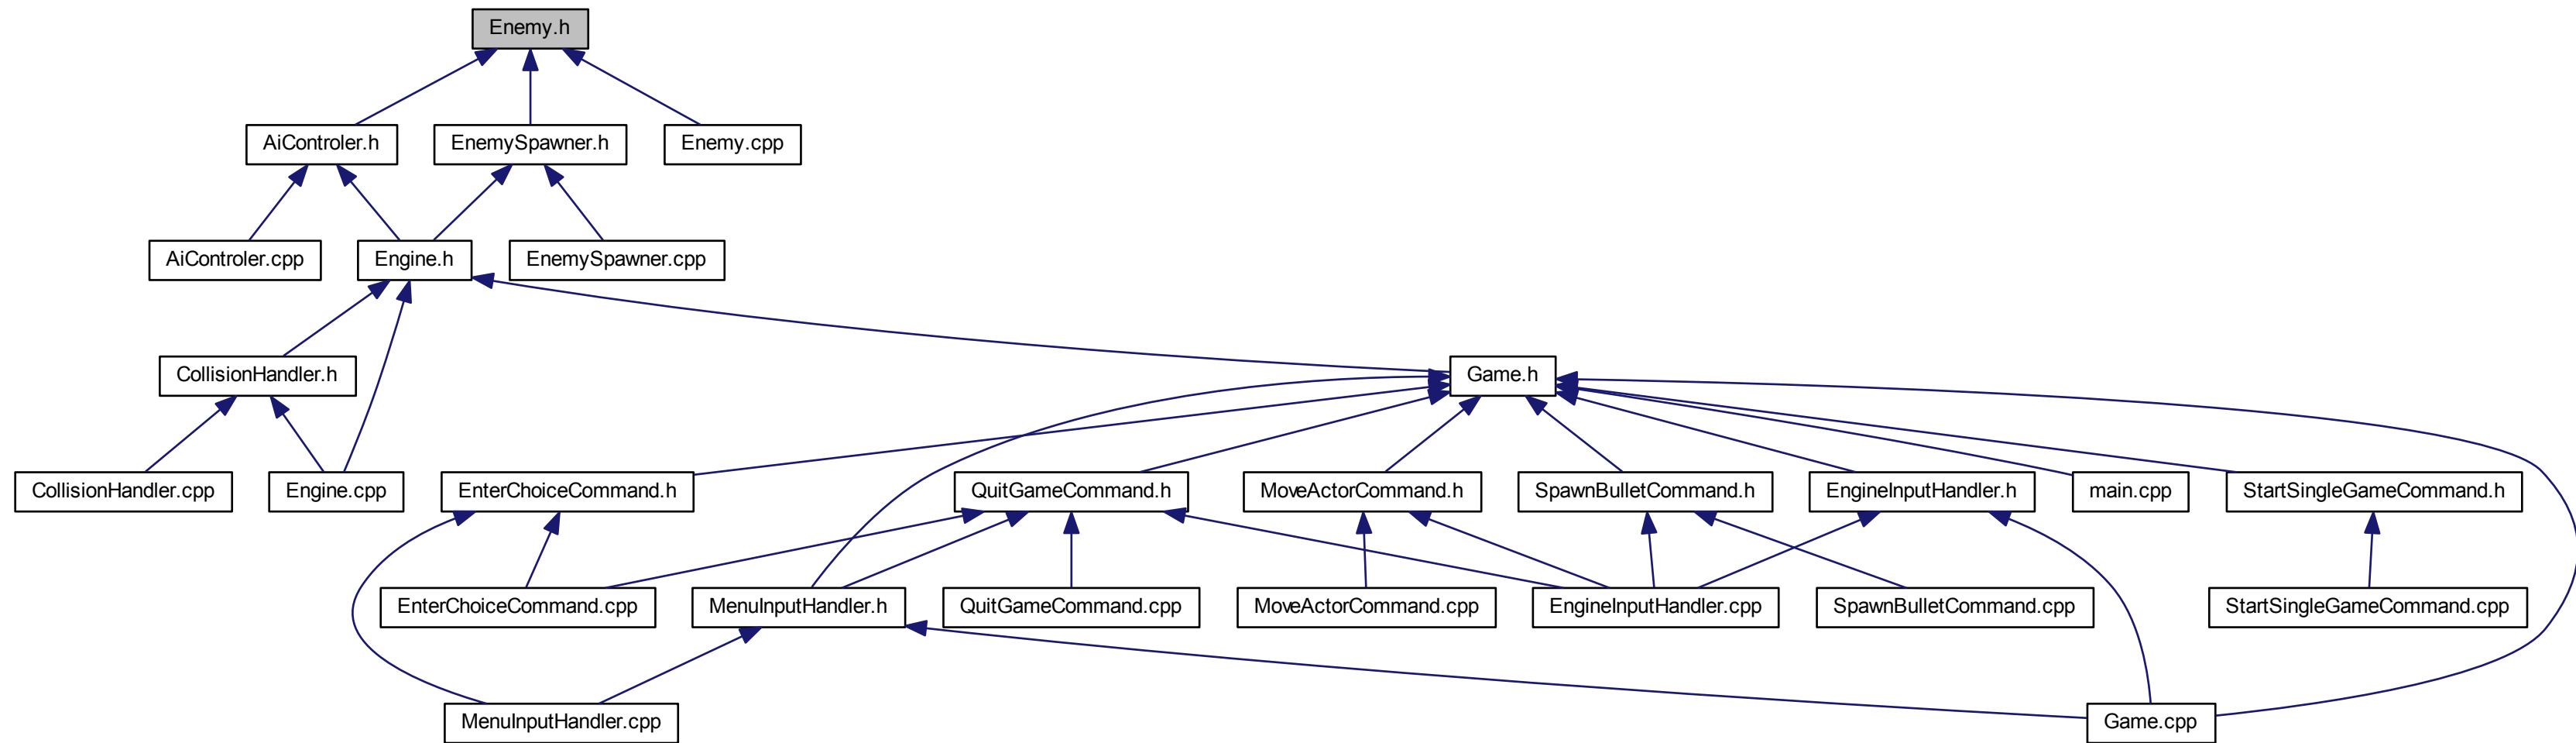 Enemy.h
AiControler.h
EnemySpawner.h
Enemy.cpp
AiControler.cpp
Engine.h
EnemySpawner.cpp
CollisionHandler.h
Game.h
CollisionHandler.cpp
Engine.cpp
EnterChoiceCommand.h
QuitGameCommand.h
MoveActorCommand.h
SpawnBulletCommand.h
EngineInputHandler.h
main.cpp
StartSingleGameCommand.h
EnterChoiceCommand.cpp
MenuInputHandler.h
QuitGameCommand.cpp
MoveActorCommand.cpp
EngineInputHandler.cpp
SpawnBulletCommand.cpp
StartSingleGameCommand.cpp
MenuInputHandler.cpp
Game.cpp